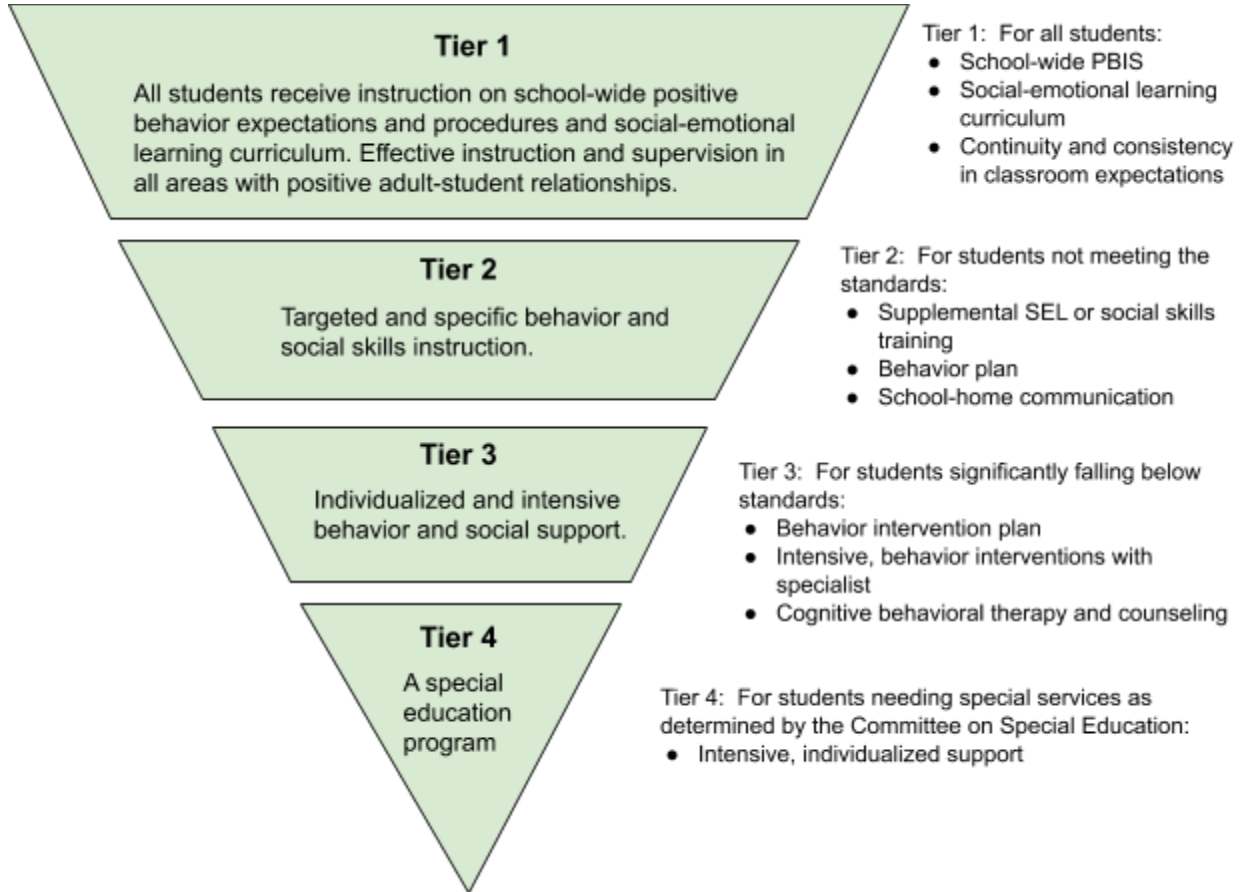 Tier 1
All students receive instruction on school-wide positive
behavior expectations and procedures and social-emotional
learning curriculum. Effective instruction and supervision in
all areas with positive adult-student relationships.
Tier 1:  For all students:
● School-wide PBIS
● Social-emotional learning
curriculum
● Continuity and consistency
in classroom expectations
Tier 2
Targeted and specific behavior and
social skills instruction.
Tier 2:  For students not meeting the
standards:
● Supplemental SEL or social skills
training
● Behavior plan
● School-home communication
Tier 3
Individualized and intensive
behavior and social support.
Tier 3:  For students significantly falling below
standards:
● Behavior intervention plan
● Intensive, behavior interventions with
specialist
● Cognitive behavioral therapy and counseling
Tier 4
A special
education
program
Tier 4:  For students needing special services as
determined by the Committee on Special Education:
● Intensive, individualized support